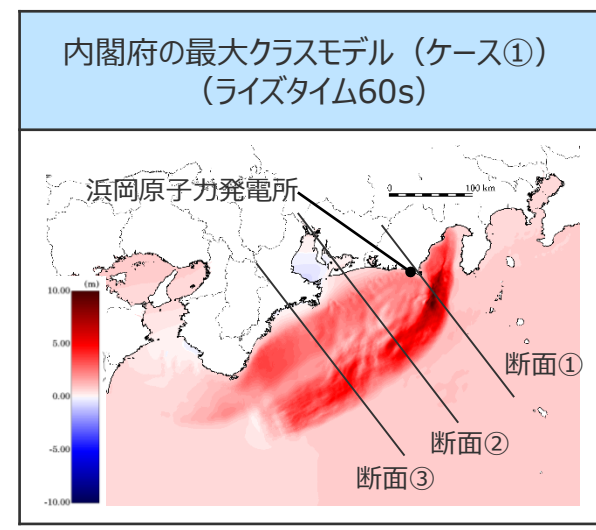 内閣府の最大クラスモデル（ケース①）
（ライズタイム60s）
浜岡原子力発電所
0 100 km
(m)
10.00
5.00
0.00
-5.00
-10.00
断面①
断面②
断面③